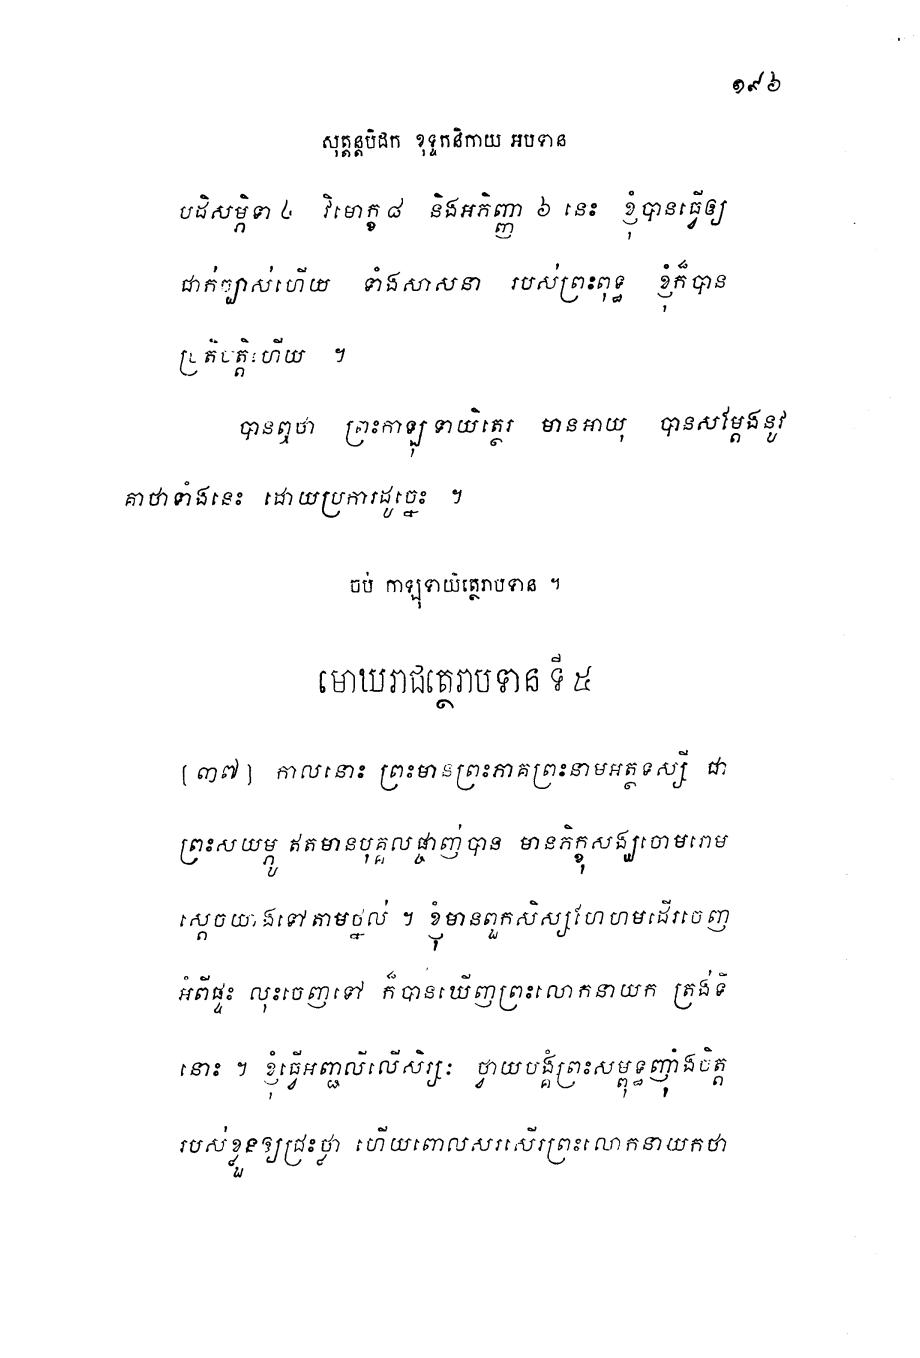 ១៩៦
សុត្តន្តបិដក ខុទ្ទកនិកាយ អបទាន
បដិសម្ភិទា ៤ វិមោក្ខ ៨ និងអភិញ្ញា ៦ នេះ ខ្ញុំបានធ្វើឲ្យ
ជាក់ច្បាស់ហើយ ទាំងសាសនា របស់ព្រះពុទ្ធ ខ្ញុំក៏បាន
ប្រតិបត្តិហើយ ។
បានឮថា ព្រះកាឡុទាយិត្ថេរ មានអាយុ បានសម្តែងនូវ
គាថាទាំងនេះ ដោយប្រការដូច្នេះ ។
ចប់ កាឡុទាយិត្ថេរាបទាន ។
មោឃរាជត្ថេរាបទាន ទី ៥
[៣៧] កាលនោះ ព្រះមានព្រះភាគព្រះនាមអត្ថទស្សី ជា
ព្រះសយម្ភូ ឥតមានបុគ្គលផ្ចាញ់បាន មានភិក្ខុសង្ឃចោមរោម
ស្តេចយាងទៅតាមថ្នល់ ។ ខ្ញុំមានពួកសិស្សហែហមដើរចេញ
អំពីផ្ទះ លុះចេញទៅ ក៏បានឃើញព្រះលោកនាយក ត្រង់ទី
នោះ ។ ខ្ញុំធ្វើអញ្ជលីលើសិរ្សៈ ថ្វាយបង្គំព្រះសម្ពុទ្ធញ៉ាំងចិត្ត
របស់ខ្លួនឲ្យជ្រះថ្លា ហើយពោលសរសើរព្រះលោកនាយកថា